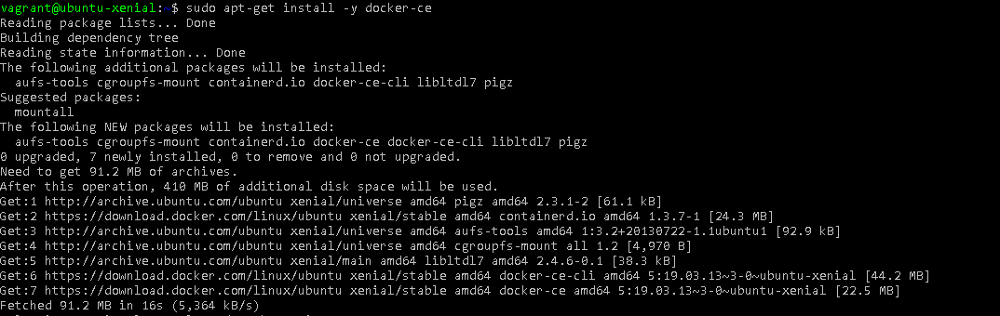 vagrant@ubuntu-xenial:~$ sudo apt-get install -y docker-ce
Reading package lists... Done
Building dependency tree
Reading state information... Done
The following additional packages will be installed:
  aufs-tools cgroupfs-mount containerd.io docker-ce-cli libltdl7 pigz
Suggested packages:
  mountall
The following NEW packages will be installed:
  aufs-tools cgroupfs-mount containerd.io docker-ce docker-ce-cli libltdl7 pigz
0 upgraded, 7 newly installed, 0 to remove and 0 not upgraded.
Need to get 91.2 MB of archives.
After this operation, 410 MB of additional disk space will be used.
Get:1 http://archive.ubuntu.com/ubuntu xenial/universe amd64 pigz amd64 2.3.1-2 [61.1 kB]
Get:2 https://download.docker.com/linux/ubuntu xenial/stable amd64 containerd.io amd64 1.3.7-1 [24.3 MB]
Get:3 http://archive.ubuntu.com/ubuntu xenial/universe amd64 aufs-tools amd64 1:3.2+20130722-1.1ubuntu1 [92.9 kB]
Get:4 http://archive.ubuntu.com/ubuntu xenial/universe amd64 cgroupfs-mount all 1.2 [4,970 B]
Get:5 http://archive.ubuntu.com/ubuntu xenial/main amd64 libltdl7 amd64 2.4.6-0.1 [38.3 kB]
Get:6 https://download.docker.com/linux/ubuntu xenial/stable amd64 docker-ce-cli amd64 5:19.03.13~3-0~ubuntu-xenial [44.2 MB]
Get:7 https://download.docker.com/linux/ubuntu xenial/stable amd64 docker-ce amd64 5:19.03.13~3-0~ubuntu-xenial [22.5 MB]
Fetched 91.2 MB in 16s (5,364 kB/s)